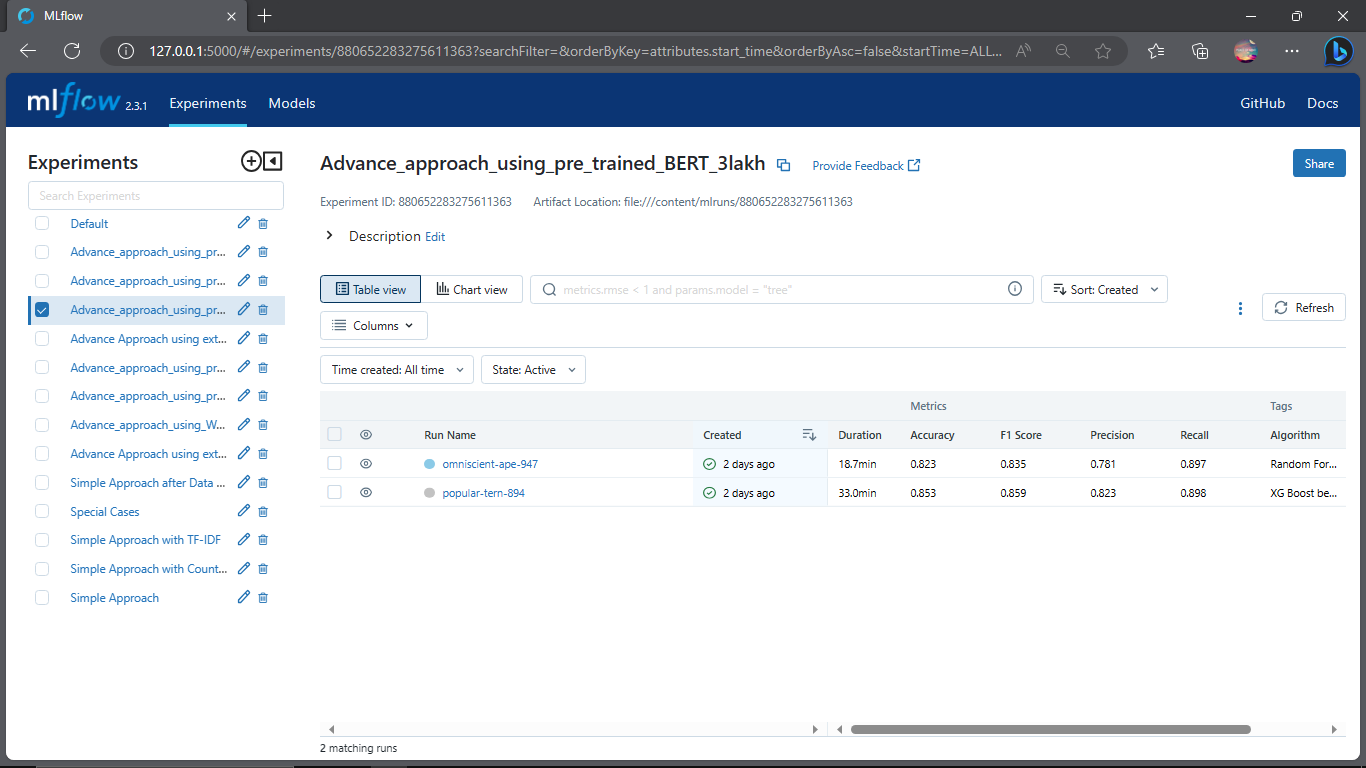 MLflow
127.0.0.1:5000/#/experiments/880652283275611363?searchFilter=&orderByKey=attributes.start_time&orderByAsc=false&startTime=ALL...
mlflow 2.3.1 Experiments Models GitHub Docs
Experiments
Search Experiments
Default
Advance_approach_using_pr...
Advance_approach_using_pr...
Advance_approach_using_pr...
Advance Approach using ext...
Advance_approach_using_pr...
Advance_approach_using_pr...
Advance_approach_using_W...
Advance Approach using ext...
Simple Approach after Data ...
Special Cases
Simple Approach with TF-IDF
Simple Approach with Count...
Simple Approach
Advance_approach_using_pre_trained_BERT_3lakh Provide Feedback Share
Experiment ID: 880652283275611363 Artifact Location: file:///content/mlruns/880652283275611363
Description Edit
Table view Chart view metrics.rmse < 1 and params.model = "tree" Sort: Created
Refresh
Columns
Time created: All time State: Active
Metrics Tags
Run Name Created Duration Accuracy F1 Score Precision Recall Algorithm
omniscient-ape-947 2 days ago 18.7min 0.823 0.835 0.781 0.897 Random For...
popular-tern-894 2 days ago 33.0min 0.853 0.859 0.823 0.898 XG Boost be...
2 matching runs